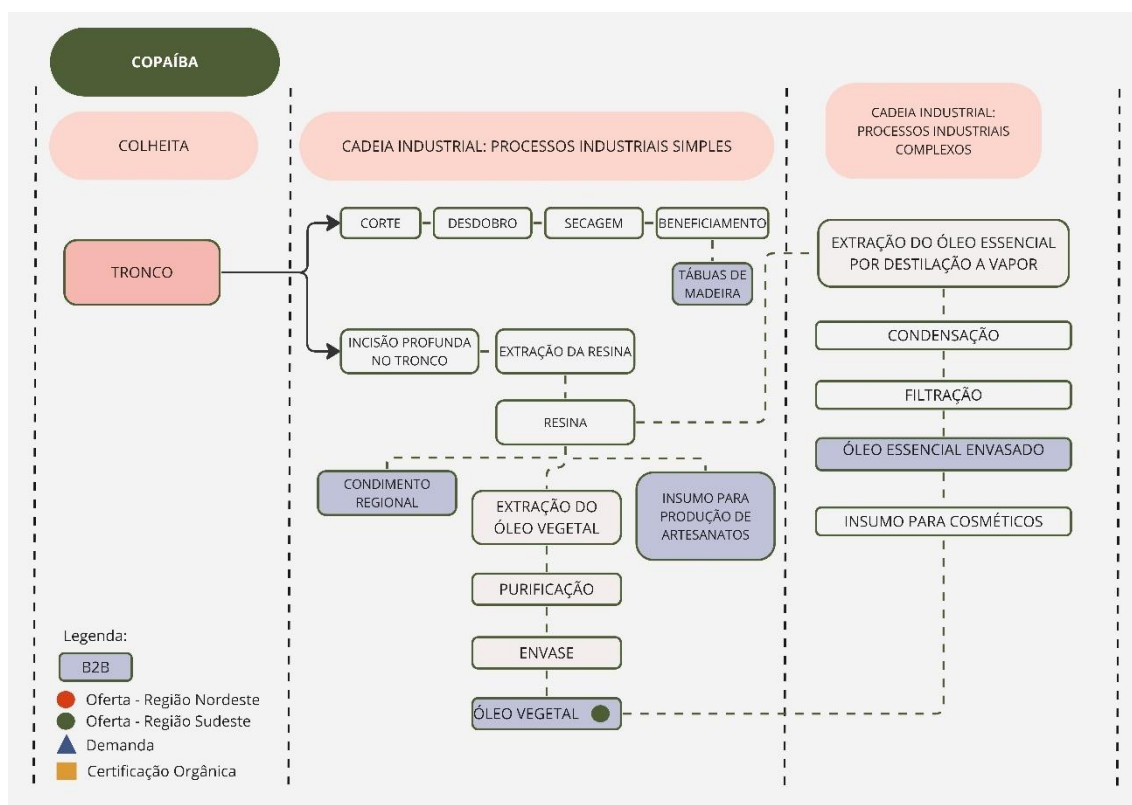 COPAÍBA
COLHEITA
CADEIA INDUSTRIAL: PROCESSOS INDUSTRIAIS SIMPLES
CADEIA INDUSTRIAL:
PROCESSOS INDUSTRIAIS
COMPLEXOS
TRONCO
CORTE
DESDOBRO
SECAGEM
BENEFICIAMENTO
TÁBUAS DE
MADEIRA
INCISÃO PROFUNDA
NO TRONCO
EXTRAÇÃO DA RESINA
RESINA
CONDIMENTO
REGIONAL
EXTRAÇÃO DO
ÓLEO VEGETAL
INSUMO PARA
PRODUÇÃO DE
ARTESANATOS
PURIFICAÇÃO
ENVASE
ÓLEO VEGETAL
EXTRAÇÃO DO ÓLEO ESSENCIAL
POR DESTILAÇÃO A VAPOR
CONDENSAÇÃO
FILTRAÇÃO
ÓLEO ESSENCIAL ENVASADO
INSUMO PARA COSMÉTICOS
Legenda:
B2B
Oferta - Região Nordeste
Oferta - Região Sudeste
Demanda
Certificação Orgânica